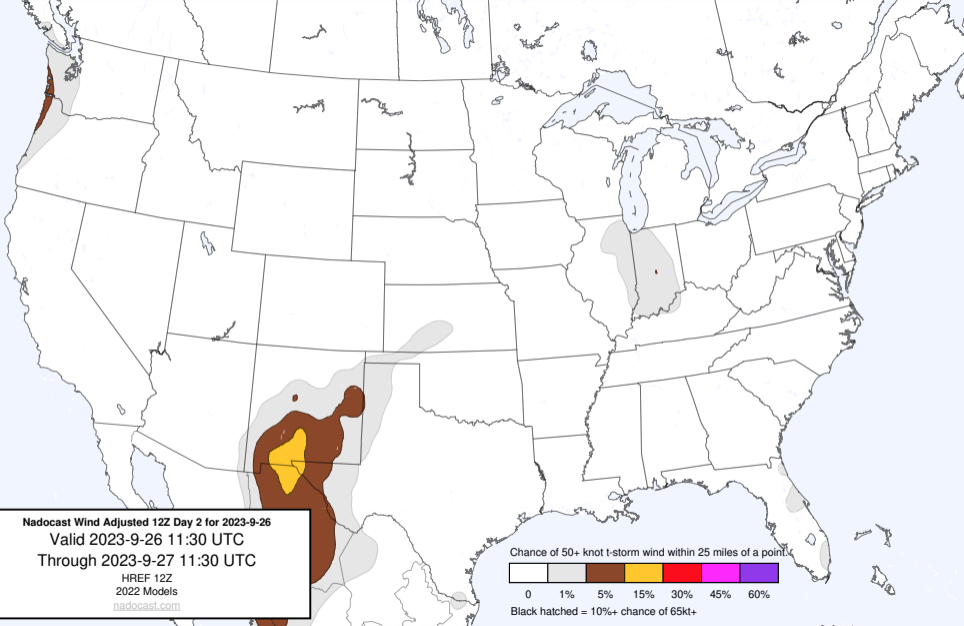 Nadocast Wind Adjusted 12Z Day 2 for 2023-9-26
Valid 2023-9-26 11:30 UTC
Through 2023-9-27 11:30 UTC
HREF 12Z
2022 Models
nadocast.com
Chance of 50+ knot t-storm wind within 25 miles of a point.
0 1% 5% 15% 30% 45% 60%
Black hatched = 10%+ chance of 65kt+